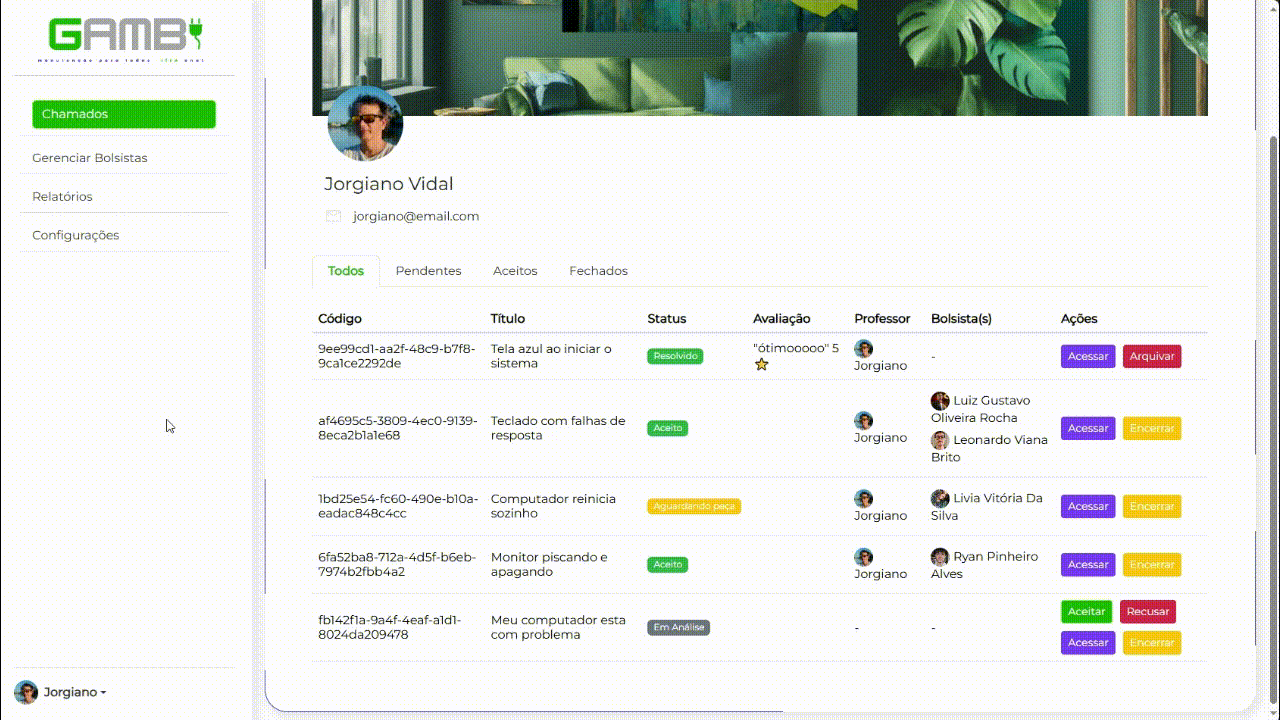 GAMBi
manutenção para todos
Chamados
Gerenciar Bolsistas
Relatórios
Configurações
Jorgiano
Jorgiano Vidal
jorgiano@email.com
Todos Pendentes Aceitos Fechados
Código Título Status Avaliação Professor Bolsista(s) Ações
9ee99cd1-aa2f-48c9-b7f8-
9ca1ce2292de
Tela azul ao iniciar o
sistema
Resolvido
"ótimooooo" 5
Jorgiano
-
Acessar Arquivar
af4695c5-3809-4ec0-9139-
8eca2b1a1e68
Teclado com falhas de
resposta
Aceito
Jorgiano
Luiz Gustavo
Oliveira Rocha
Leonardo Viana
Brito
Acessar Encerrar
1bd25e54-fc60-490e-b10a-
eadac848c4cc
Computador reinicia
sozinho
Aguardando peça
Jorgiano
Livia Vitória Da
Silva
Acessar Encerrar
6fa52ba8-712a-4d5f-b6eb-
7974b2fbb4a2
Monitor piscando e
apagando
Aceito
Jorgiano
Ryan Pinheiro
Alves
Acessar Encerrar
fb142f1a-9a4f-4eaf-a1d1-
8024da209478
Meu computador esta
com problema
Em Análise
-
-
Aceitar Recusar
Acessar Encerrar